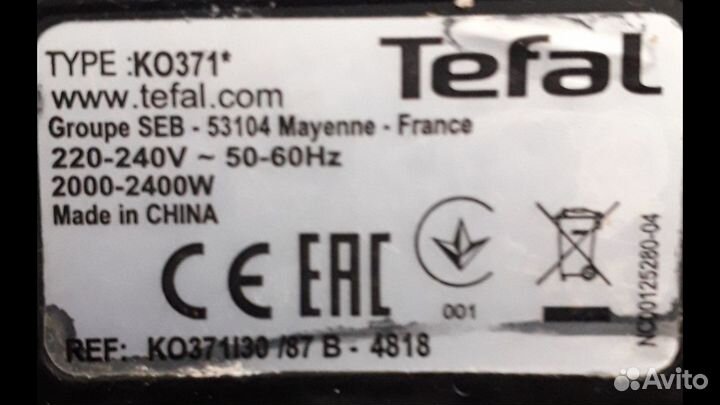 TYPE :KO371*
Tefal
www.tefal.com
Groupe SEB - 53104 Mayenne - France
220-240V ~ 50-60Hz
2000-2400W
Made in CHINA
CE EAC
001
NC00125280-04
REF: KO371I30 /87 B - 4818
Avito